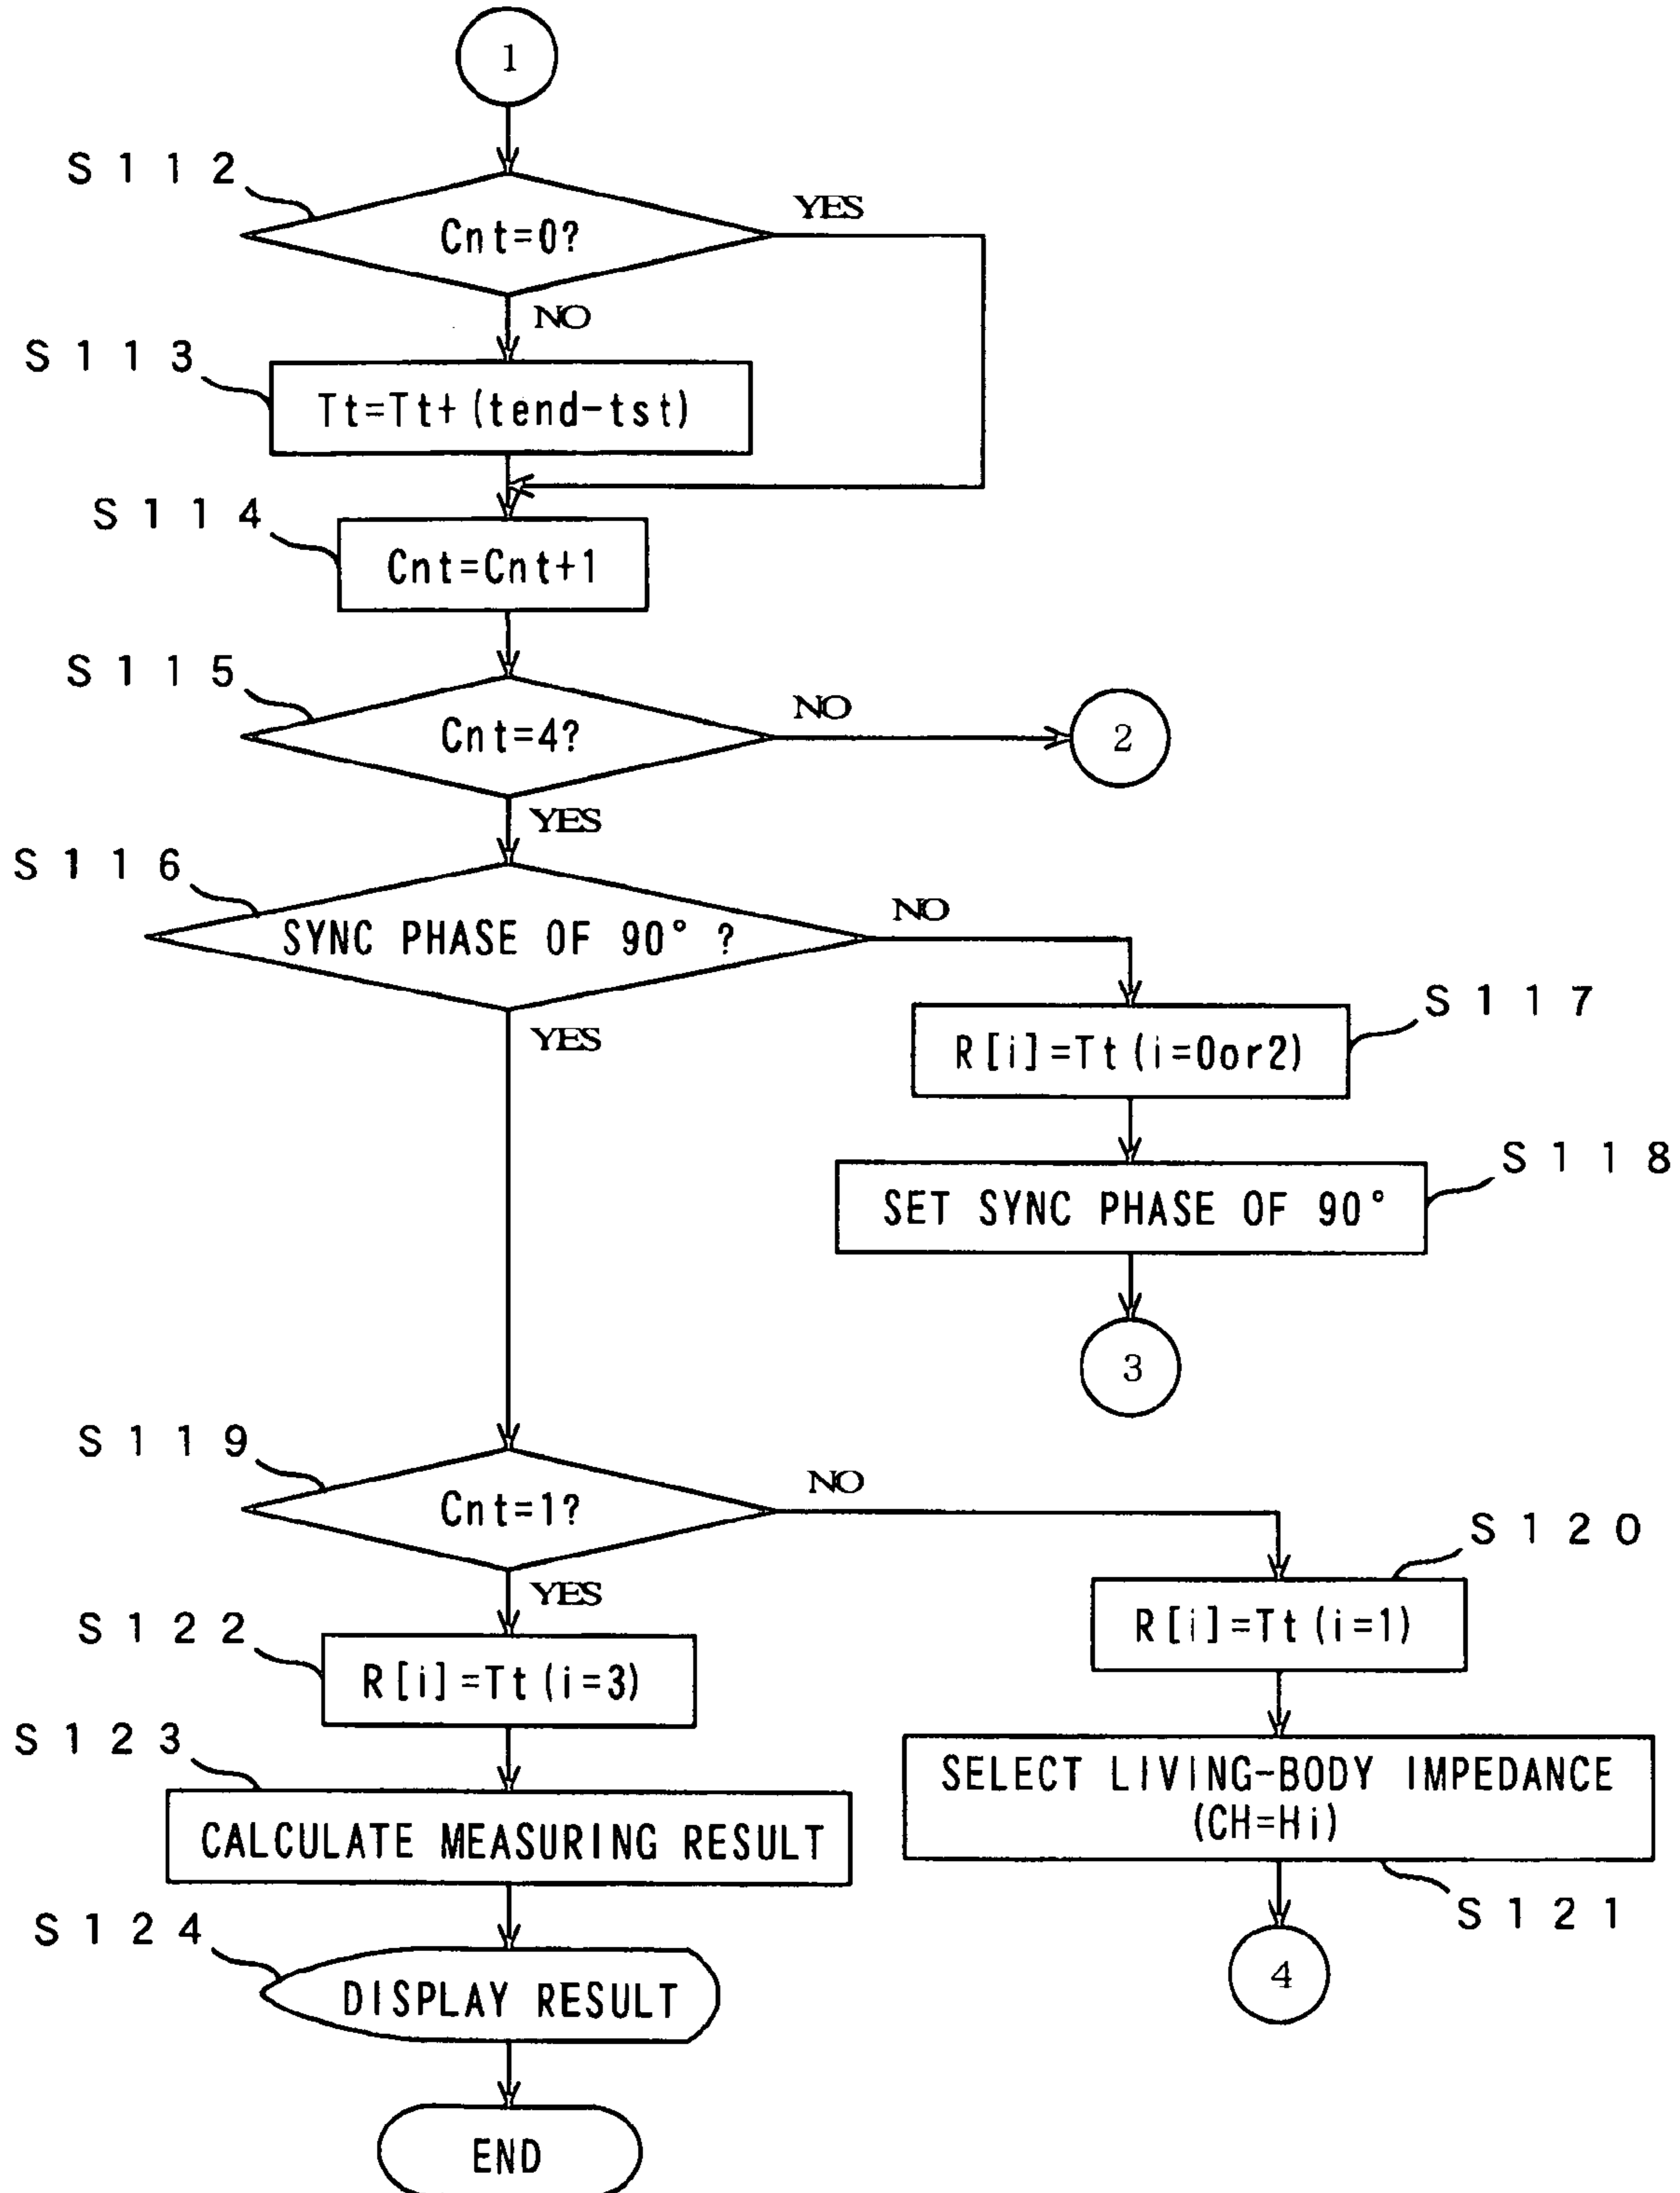 1
S112
Cnt=0?
YES
NO
S113
Tt=Tt+(tend-tst)
S114
Cnt=Cnt+1
S115
Cnt=4?
NO
2
YES
S116
SYNC PHASE OF 90° ?
NO
YES
S117
R[i]=Tt(i=0or2)
S118
SET SYNC PHASE OF 90°
3
S119
Cnt=1?
NO
YES
S120
R[i]=Tt(i=1)
S121
SELECT LIVING-BODY IMPEDANCE
(CH=Hi)
4
S122
R[i]=Tt(i=3)
S123
CALCULATE MEASURING RESULT
S124
DISPLAY RESULT
END